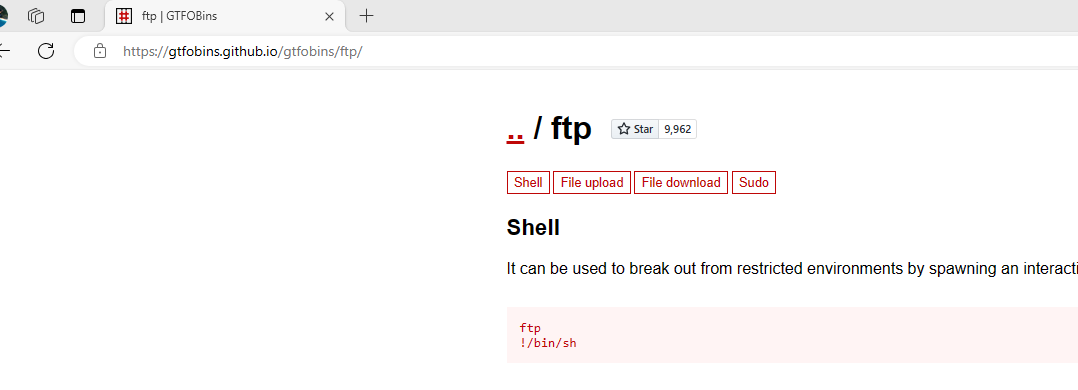 ftp | GTFOBins
https://gtfobins.github.io/gtfobins/ftp/
.. / ftp
Star 9,962
Shell File upload File download Sudo
Shell
It can be used to break out from restricted environments by spawning an interacti
ftp
!/bin/sh